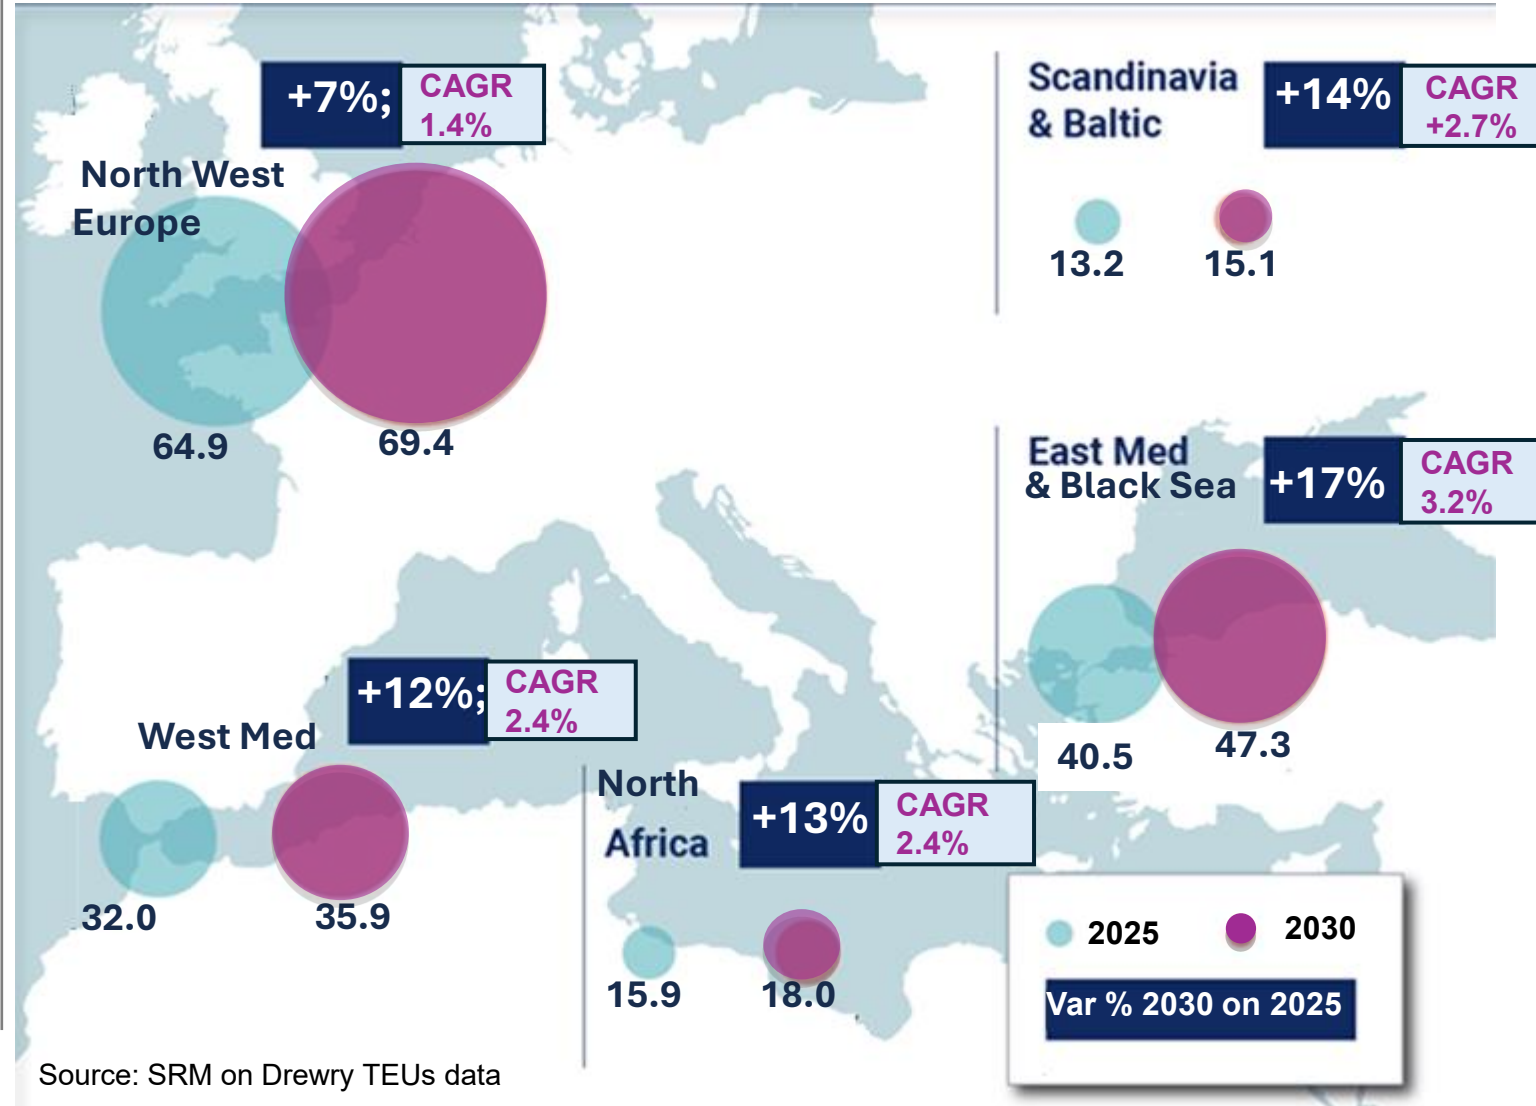 +7%;
CAGR
1.4%
North West
Europe
64.9
69.4
Scandinavia
& Baltic
+14%
CAGR
+2.7%
13.2
15.1
East Med
& Black Sea
+17%
CAGR
3.2%
40.5
47.3
West Med
+12%;
CAGR
2.4%
32.0
35.9
North
Africa
+13%
CAGR
2.4%
15.9
18.0
2025
2030
Var % 2030 on 2025
Source: SRM on Drewry TEUs data